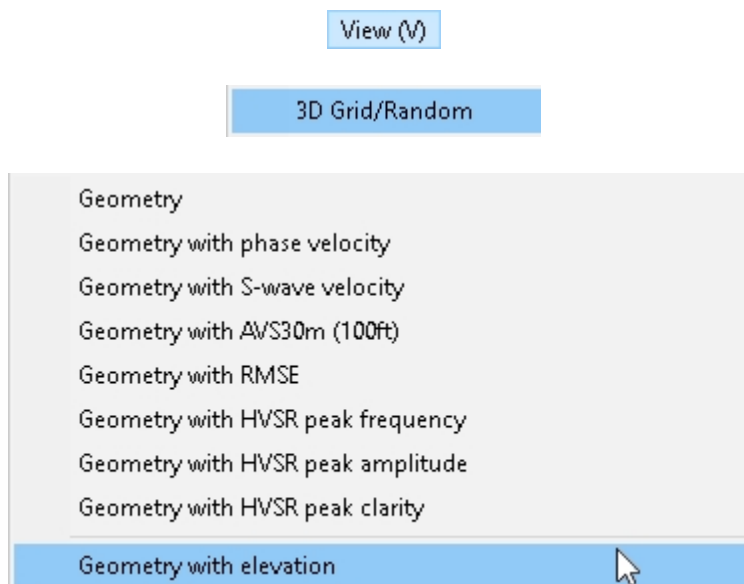 View (V)
3D Grid/Random
Geometry
Geometry with phase velocity
Geometry with S-wave velocity
Geometry with AVS30m (100ft)
Geometry with RMSE
Geometry with HVSR peak frequency
Geometry with HVSR peak amplitude
Geometry with HVSR peak clarity
Geometry with elevation